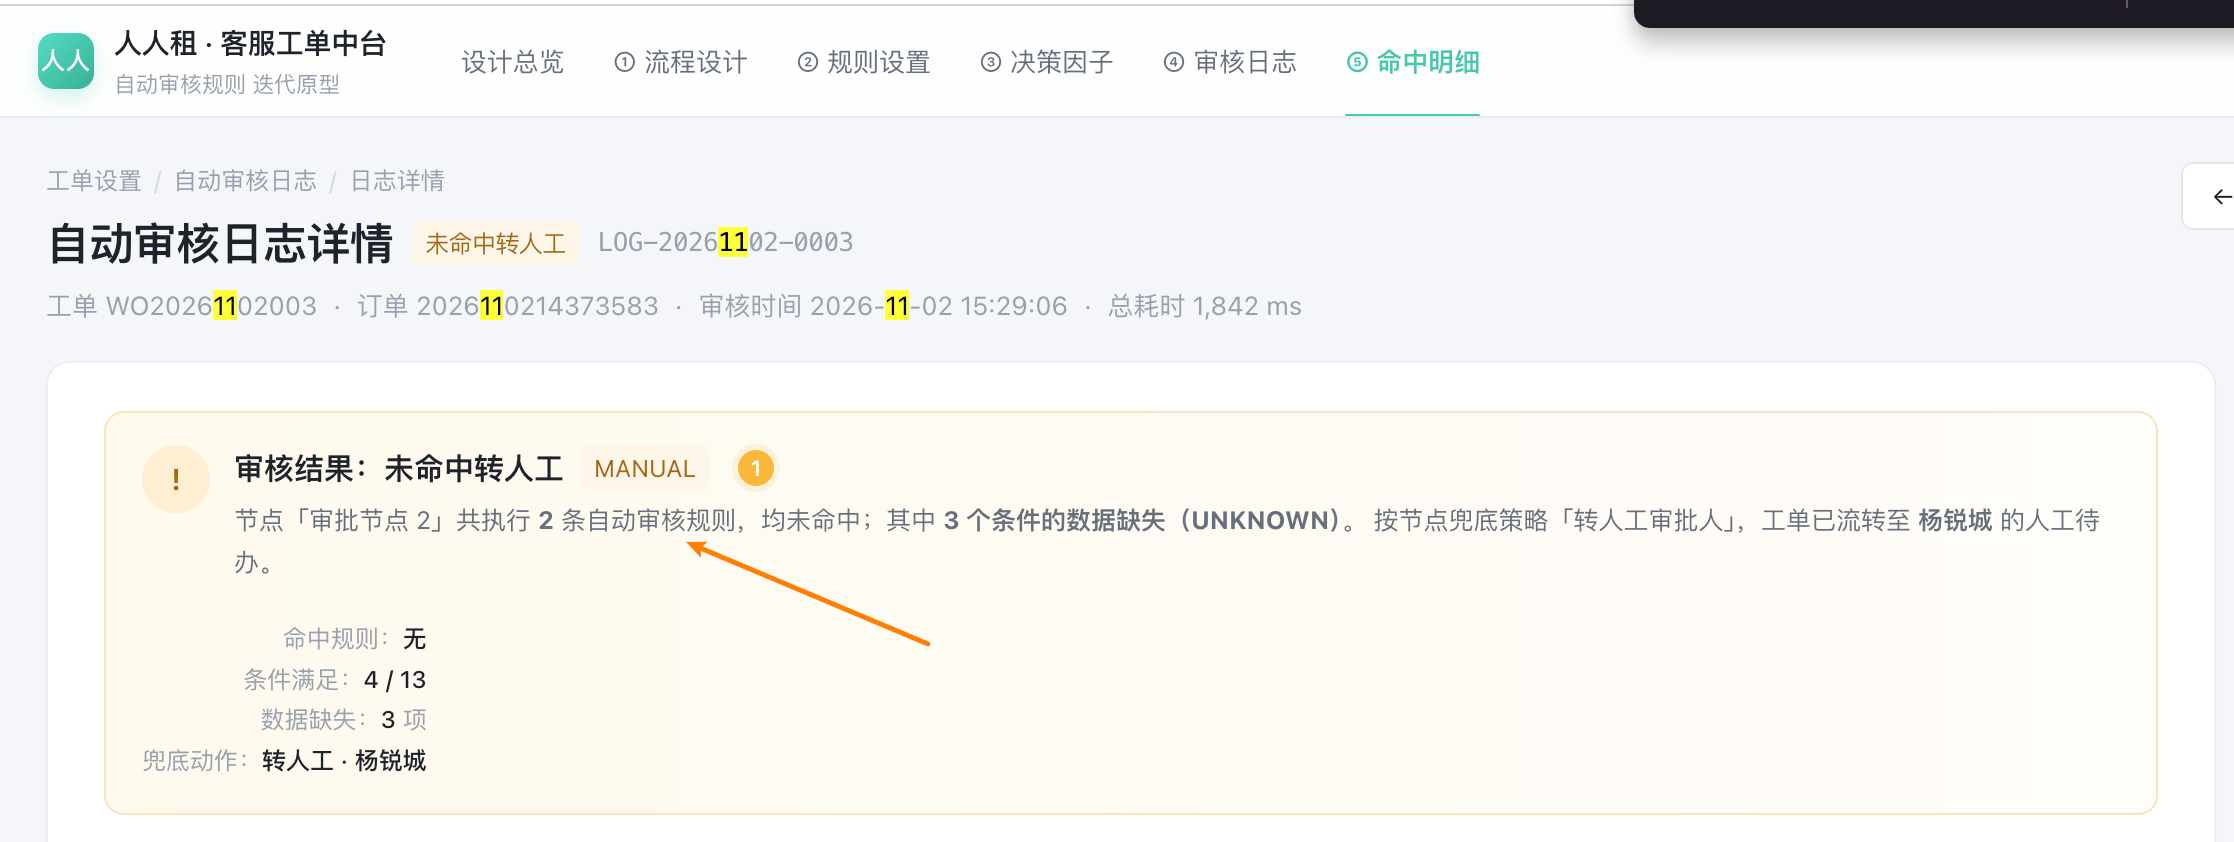 人人
人人租 · 客服工单中台
自动审核规则 迭代原型
设计总览
① 流程设计
② 规则设置
③ 决策因子
④ 审核日志
⑤ 命中明细
工单设置 / 自动审核日志 / 日志详情
自动审核日志详情 未命中转人工 LOG-20261102-0003
工单 WO20261102003 · 订单 2026110214373583 · 审核时间 2026-11-02 15:29:06 · 总耗时 1,842 ms
!
审核结果：未命中转人工 MANUAL 1
节点「审批节点 2」共执行 2 条自动审核规则，均未命中；其中 3 个条件的数据缺失（UNKNOWN）。 按节点兜底策略「转人工审批人」，工单已流转至 杨锐城 的人工待
办。
命中规则： 无
条件满足： 4 / 13
数据缺失： 3 项
兜底动作： 转人工 · 杨锐城